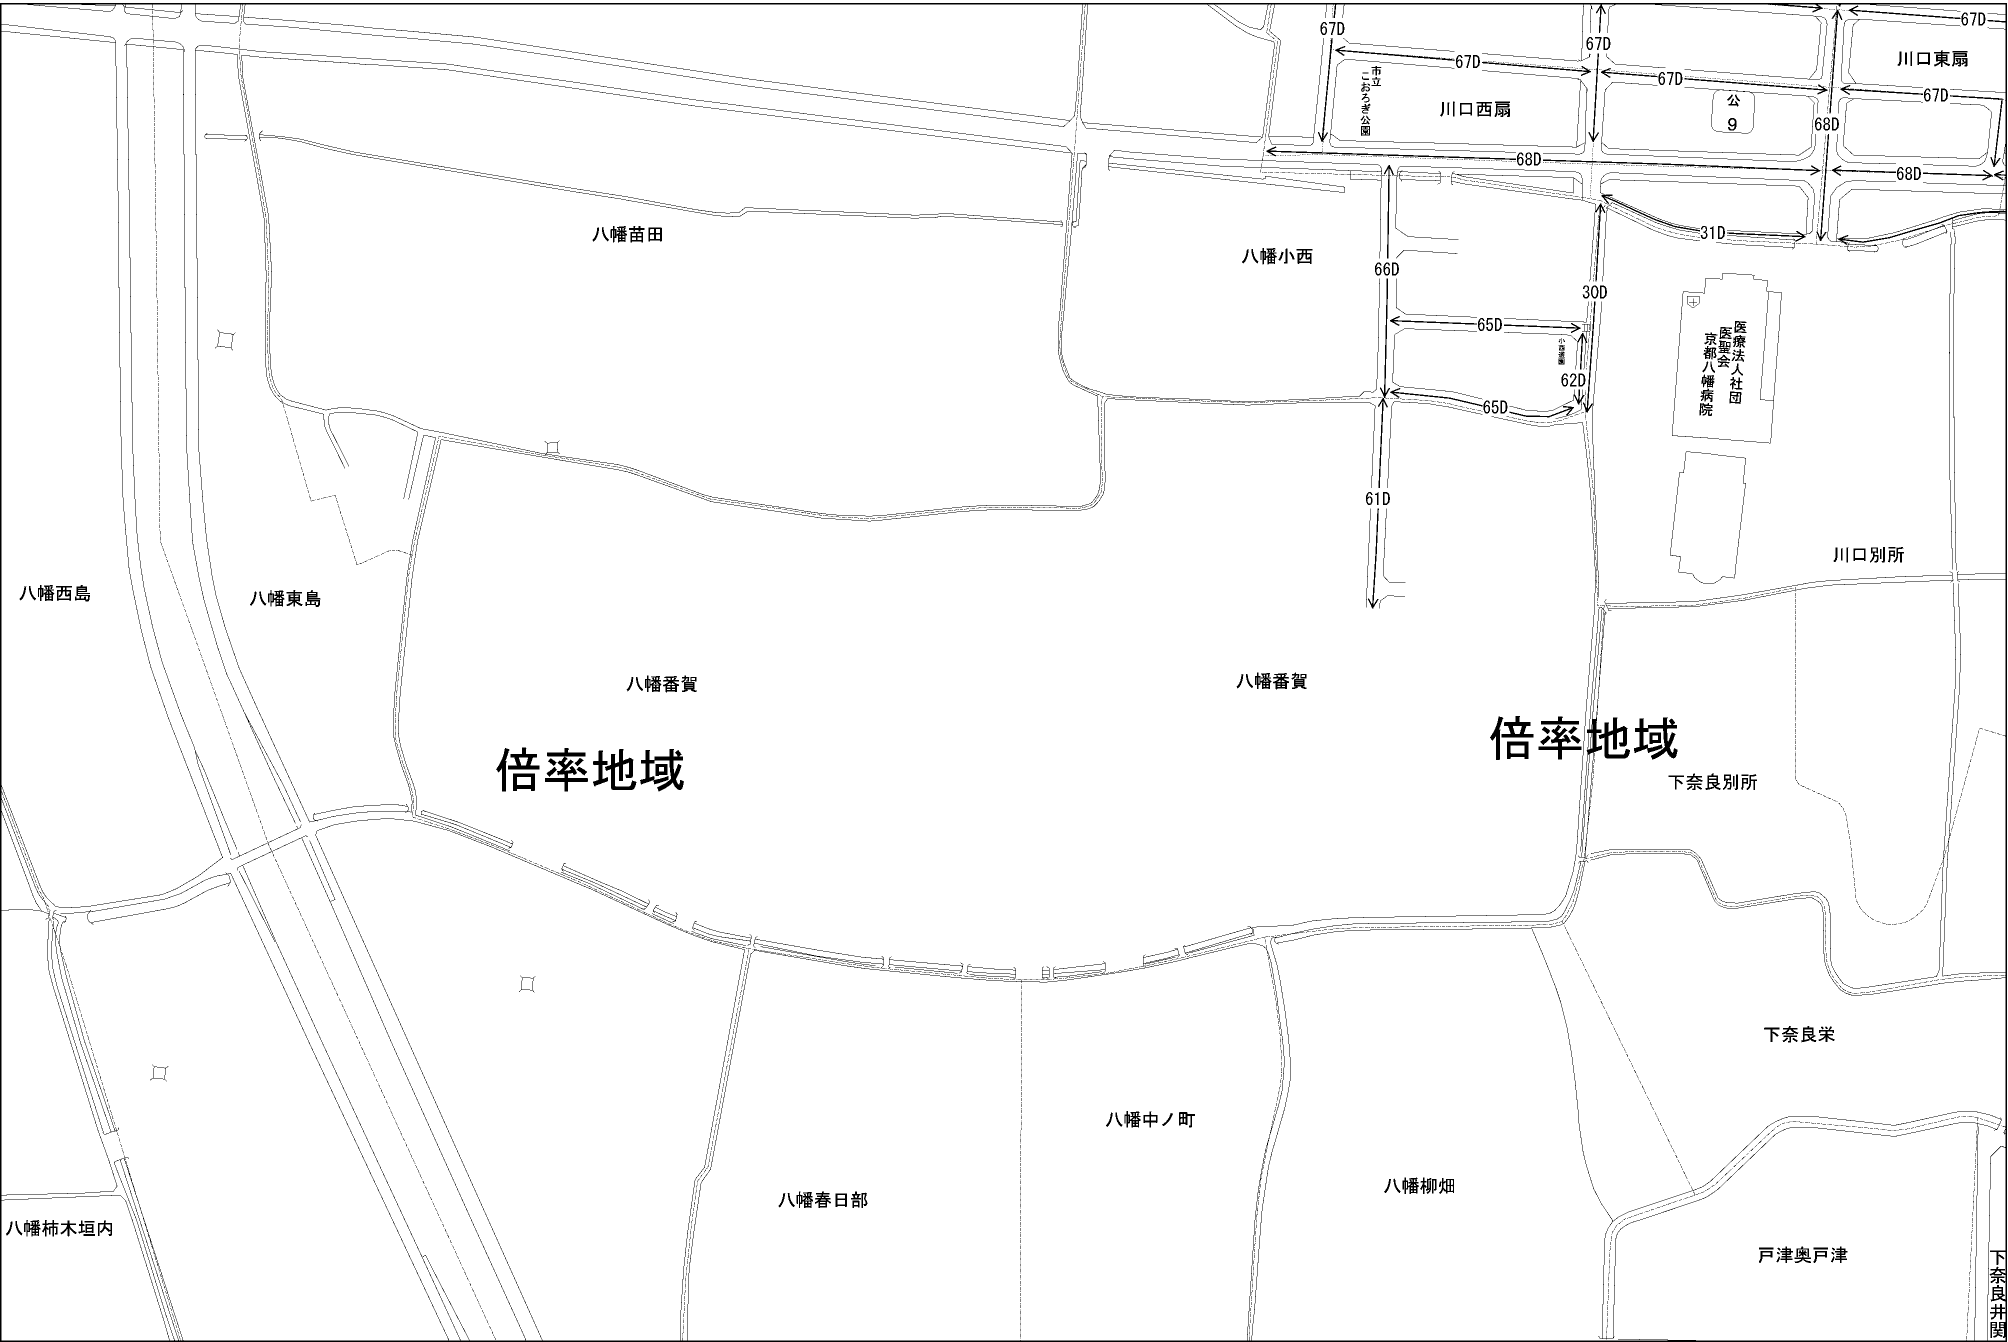 67D
67D
67D
67D
67D
67D
67D
川口東扇
市立
こおろぎ公園
川口西扇
公
9
68D
68D
68D
31D
八幡苗田
八幡小西
66D
30D
65D
小西公園
62D
65D
医療法人社団
医聖会
京都八幡病院
61D
川口別所
八幡西島
八幡東島
八幡番賀
八幡番賀
倍率地域
倍率地域
下奈良別所
下奈良栄
八幡中ノ町
八幡春日部
八幡柳畑
八幡柿木垣内
戸津奥戸津
下奈良井関